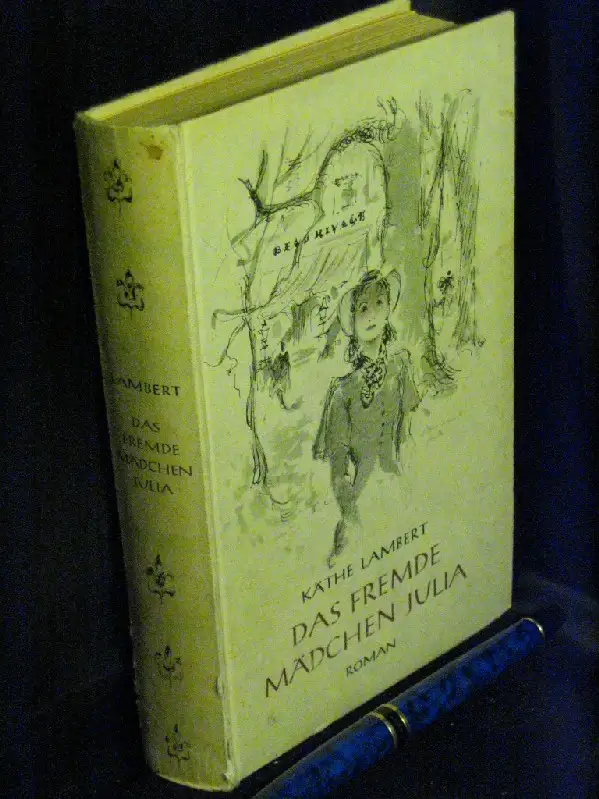 BEAU RIVAGE
KÄTHE LAMBERT
DAS FREMDE
MÄDCHEN JULIA
ROMAN
LAMBERT
DAS
FREMDE
MÄDCHEN
JULIA